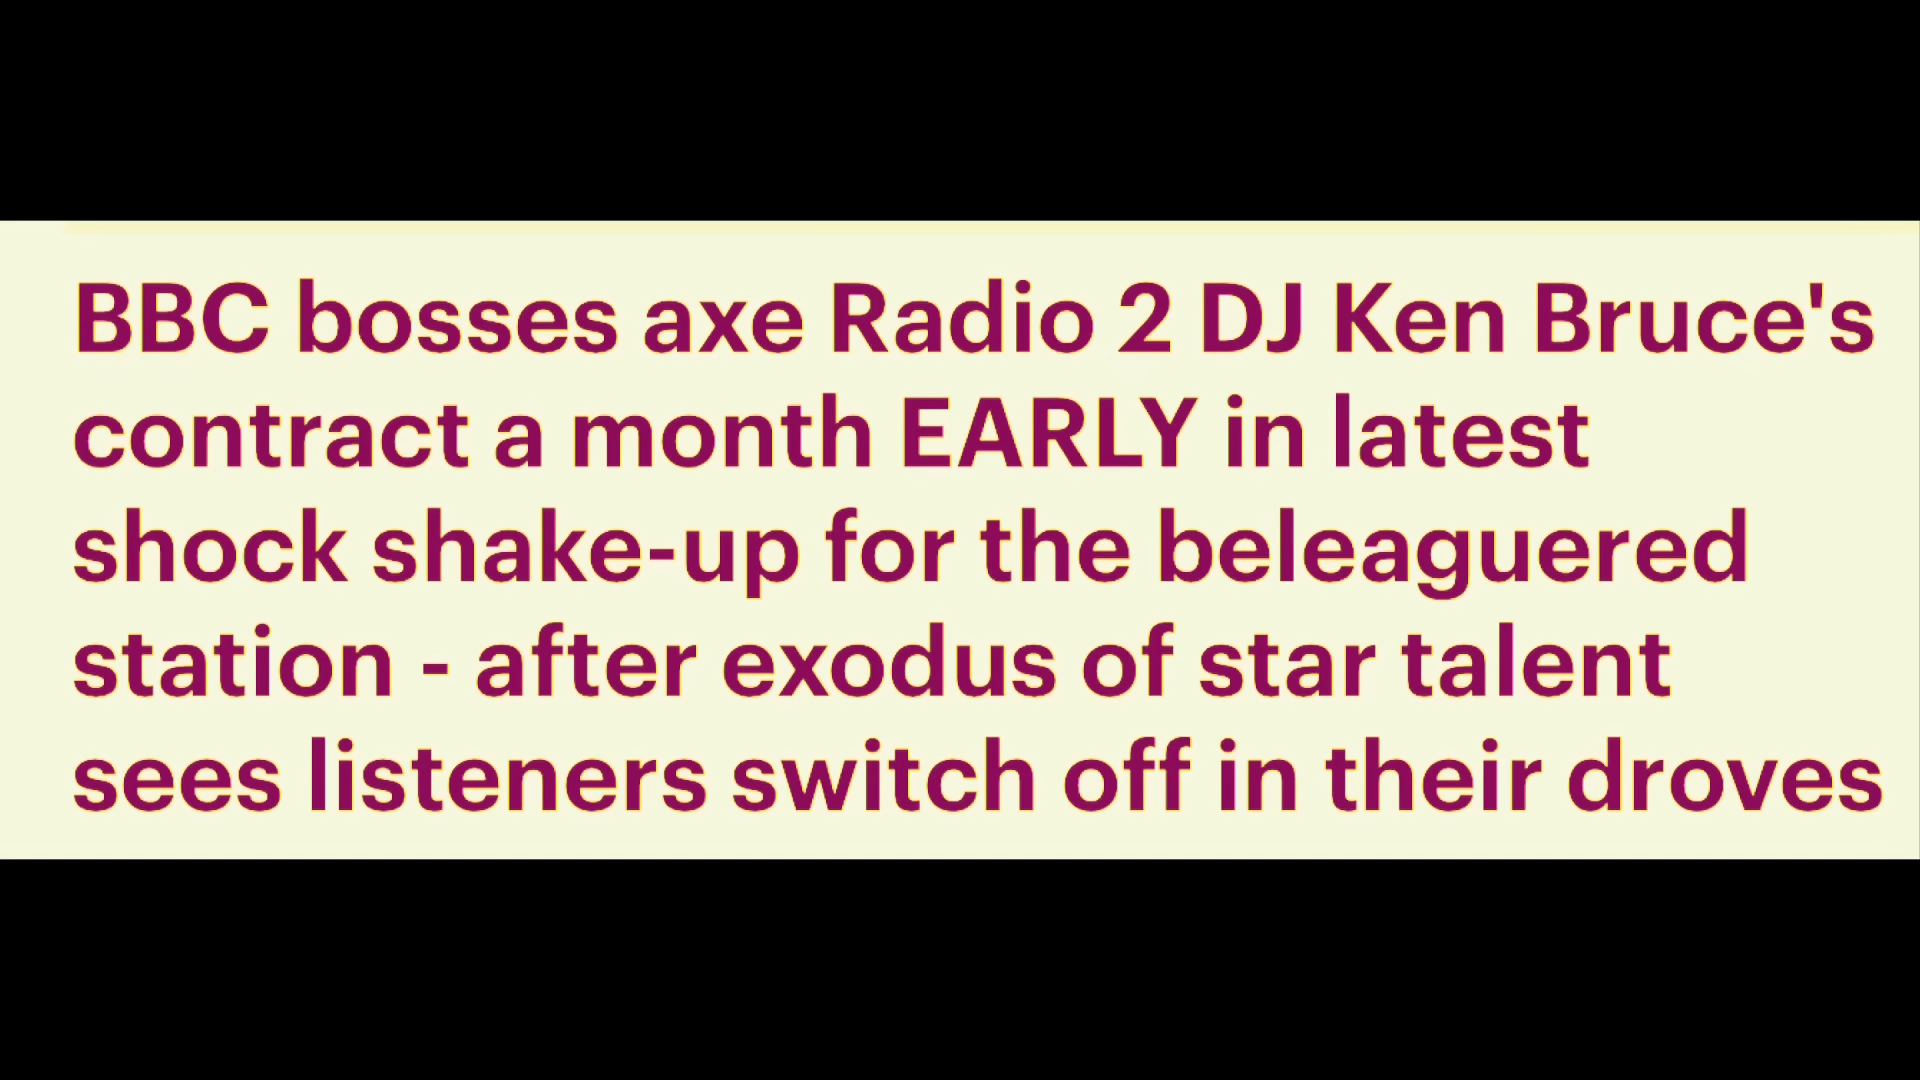 BBC bosses axe Radio 2 DJ Ken Bruce's
contract a month EARLY in latest
shock shake-up for the beleaguered
station - after exodus of star talent
sees listeners switch off in their droves